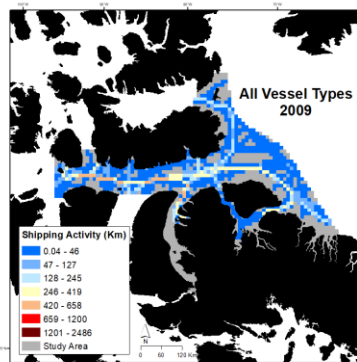 All Vessel Types
2009
Shipping Activity (Km)
0.04 - 46
47 - 127
128 - 245
246 - 419
420 - 658
659 - 1200
1201 - 2486
Study Area
N
0 30 60 120 Km